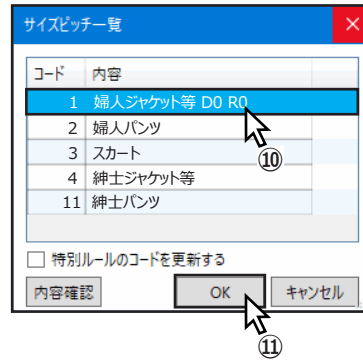 サイズピッチ一覧
コード 内容
1 婦人ジャケット等 D0 R0
2 婦人パンツ
⑩
3 スカート
4 紳士ジャケット等
11 紳士パンツ
特別ルールのコードを更新する
内容確認 OK キャンセル
⑪